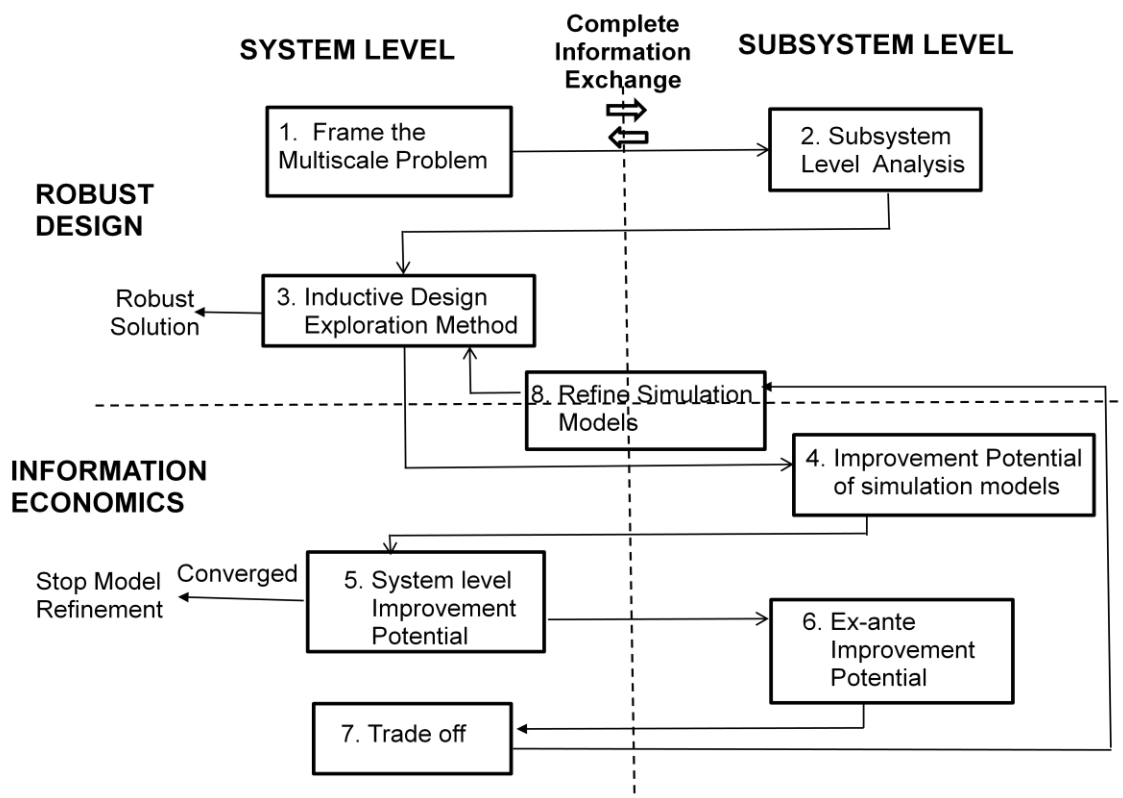 SYSTEM LEVEL
Complete
Information
Exchange
SUBSYSTEM LEVEL
1. Frame the
Multiscale Problem
2. Subsystem
Level Analysis
ROBUST
DESIGN
3. Inductive Design
Exploration Method
Robust
Solution
8. Refine Simulation
Models
INFORMATION
ECONOMICS
4. Improvement Potential
of simulation models
Stop Model
Refinement
Converged
5. System level
Improvement
Potential
6. Ex-ante
Improvement
Potential
7. Trade off